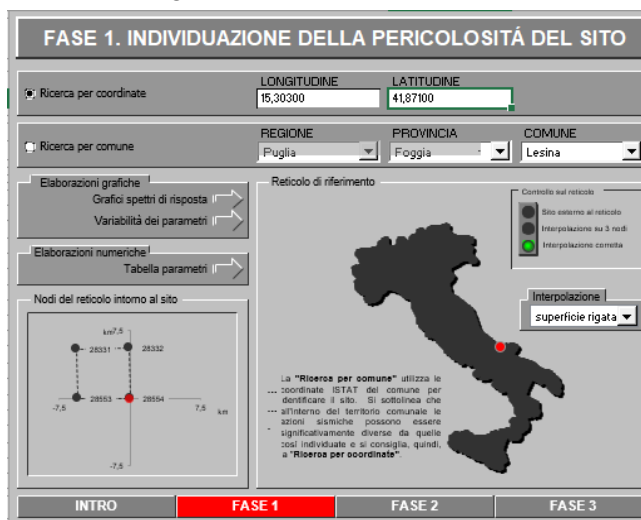 FASE 1. INDIVIDUAZIONE DELLA PERICOLOSITÁ DEL SITO
LONGITUDINE LATITUDINE
Ricerca per coordinate 15,30300 41,87100
REGIONE PROVINCIA COMUNE
Ricerca per comune Puglia Foggia Lesina
Elaborazioni grafiche
Grafici spettri di risposta
Variabilità dei parametri
Elaborazioni numeriche
Tabella parametri
Nodi del reticolo intorno al sito
km 7,5
28331 28332
28553 28554
-7,5 7,5 km
-7,5
Reticolo di riferimento
Controllo sul reticolo
Sito esterno al reticolo
Interpolazione su 3 nodi
Interpolazione corretta
Interpolazione
superficie rigata
La "Ricerca per comune" utilizza le
coordinate ISTAT del comune per
identificare il sito. Si sottolinea che
all'interno del territorio comunale le
azioni sismiche possono essere
significativamente diverse da quelle
così individuate e si consiglia, quindi,
la "Ricerca per coordinate".
INTRO FASE 1 FASE 2 FASE 3